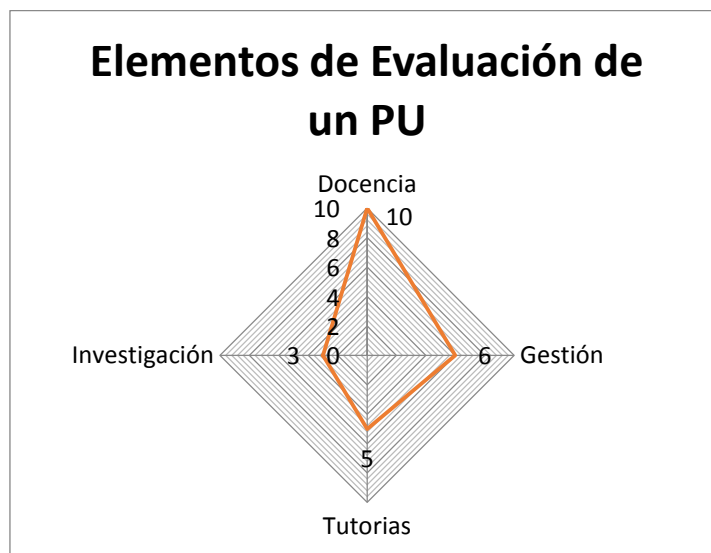 Elementos de Evaluación de
un PU
Docencia
10
10
8
6
4
2
Investigación
3
0
6
Gestión
5
Tutorias